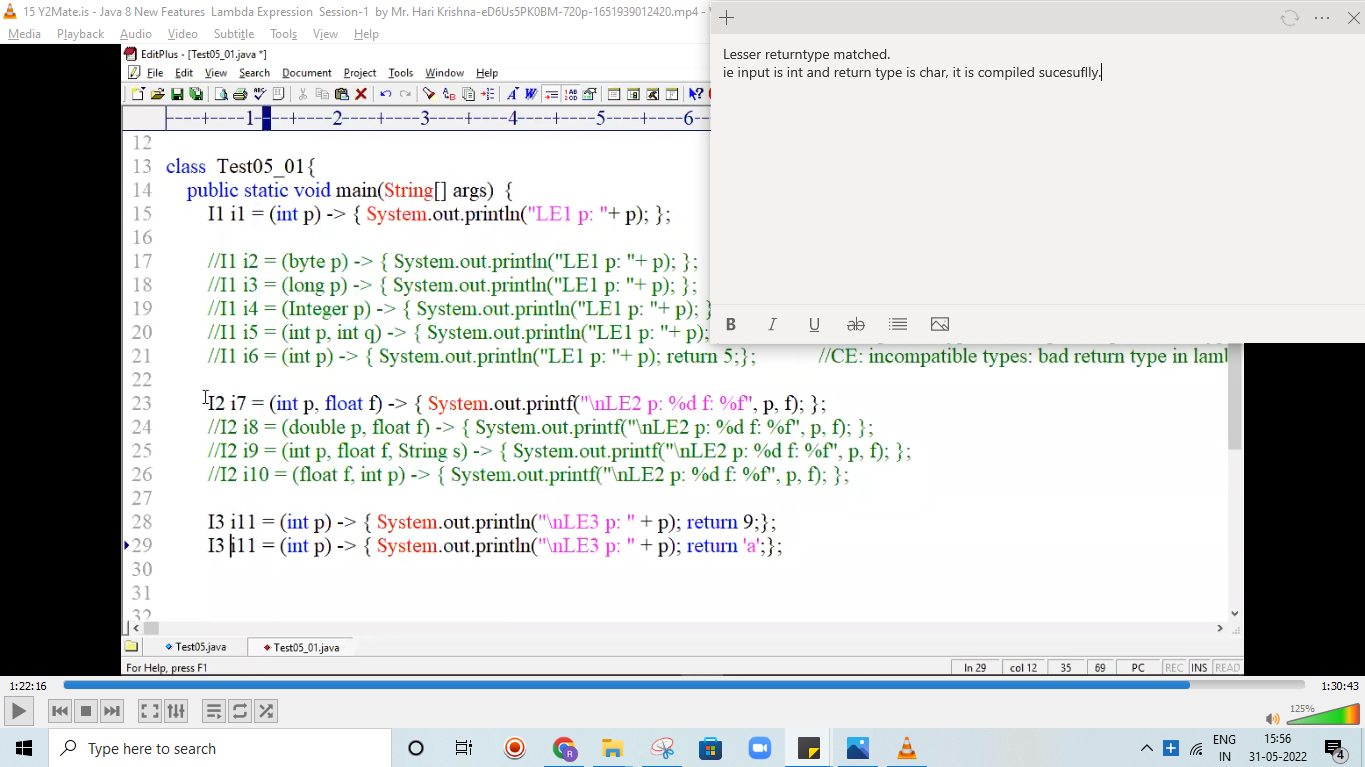 15 Y2Mate.is - Java 8 New Features Lambda Expression Session-1 by Mr. Hari Krishna-eD6Us5PK0BM-720p-1651939012420.mp4 -
Media Playback Audio Video Subtitle Tools View Help
Lesser returntype matched.
ie input is int and return type is char, it is compiled sucesuflly.
B I U ab
EditPlus - [Test05_01.java *]
File Edit View Search Document Project Tools Window Help
----+----1----+----2----+----3----+----4----+----5----+----6--
12
13 class Test05_01{
14 public static void main(String[] args) {
15 I1 i1 = (int p) -> { System.out.println("LE1 p: "+ p); };
16
17 //I1 i2 = (byte p) -> { System.out.println("LE1 p: "+ p); };
18 //I1 i3 = (long p) -> { System.out.println("LE1 p: "+ p); };
19 //I1 i4 = (Integer p) -> { System.out.println("LE1 p: "+ p); }
20 //I1 i5 = (int p, int q) -> { System.out.println("LE1 p: "+ p);
21 //I1 i6 = (int p) -> { System.out.println("LE1 p: "+ p); return 5;}; //CE: incompatible types: bad return type in laml
22
23 I2 i7 = (int p, float f) -> { System.out.printf("\nLE2 p: %d f: %f", p, f); };
24 //I2 i8 = (double p, float f) -> { System.out.printf("\nLE2 p: %d f: %f", p, f); };
25 //I2 i9 = (int p, float f, String s) -> { System.out.printf("\nLE2 p: %d f: %f", p, f); };
26 //I2 i10 = (float f, int p) -> { System.out.printf("\nLE2 p: %d f: %f", p, f); };
27
28 I3 i11 = (int p) -> { System.out.println("\nLE3 p: " + p); return 9;};
29 I3 i11 = (int p) -> { System.out.println("\nLE3 p: " + p); return 'a';};
30
31
32
Test05.java Test05_01.java
For Help, press F1 ln 29 col 12 35 69 PC REC INS READ
1:22:16 1:30:43
125%
Type here to search
ENG 15:56
IN 31-05-2022 4